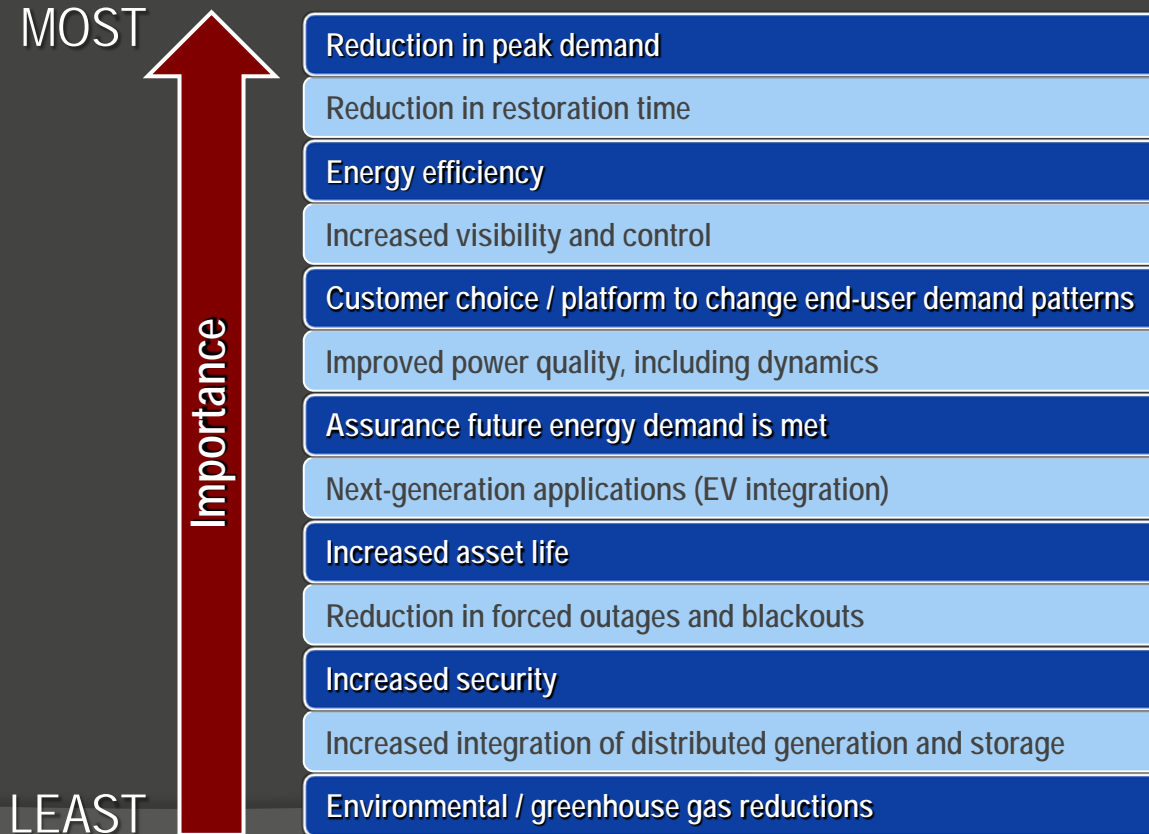 MOST
Reduction in peak demand
Reduction in restoration time
Energy efficiency
Increased visibility and control
Customer choice / platform to change end-user demand patterns
Importance
Improved power quality, including dynamics
Assurance future energy demand is met
Next-generation applications (EV integration)
Increased asset life
Reduction in forced outages and blackouts
Increased security
Increased integration of distributed generation and storage
LEAST
Environmental / greenhouse gas reductions